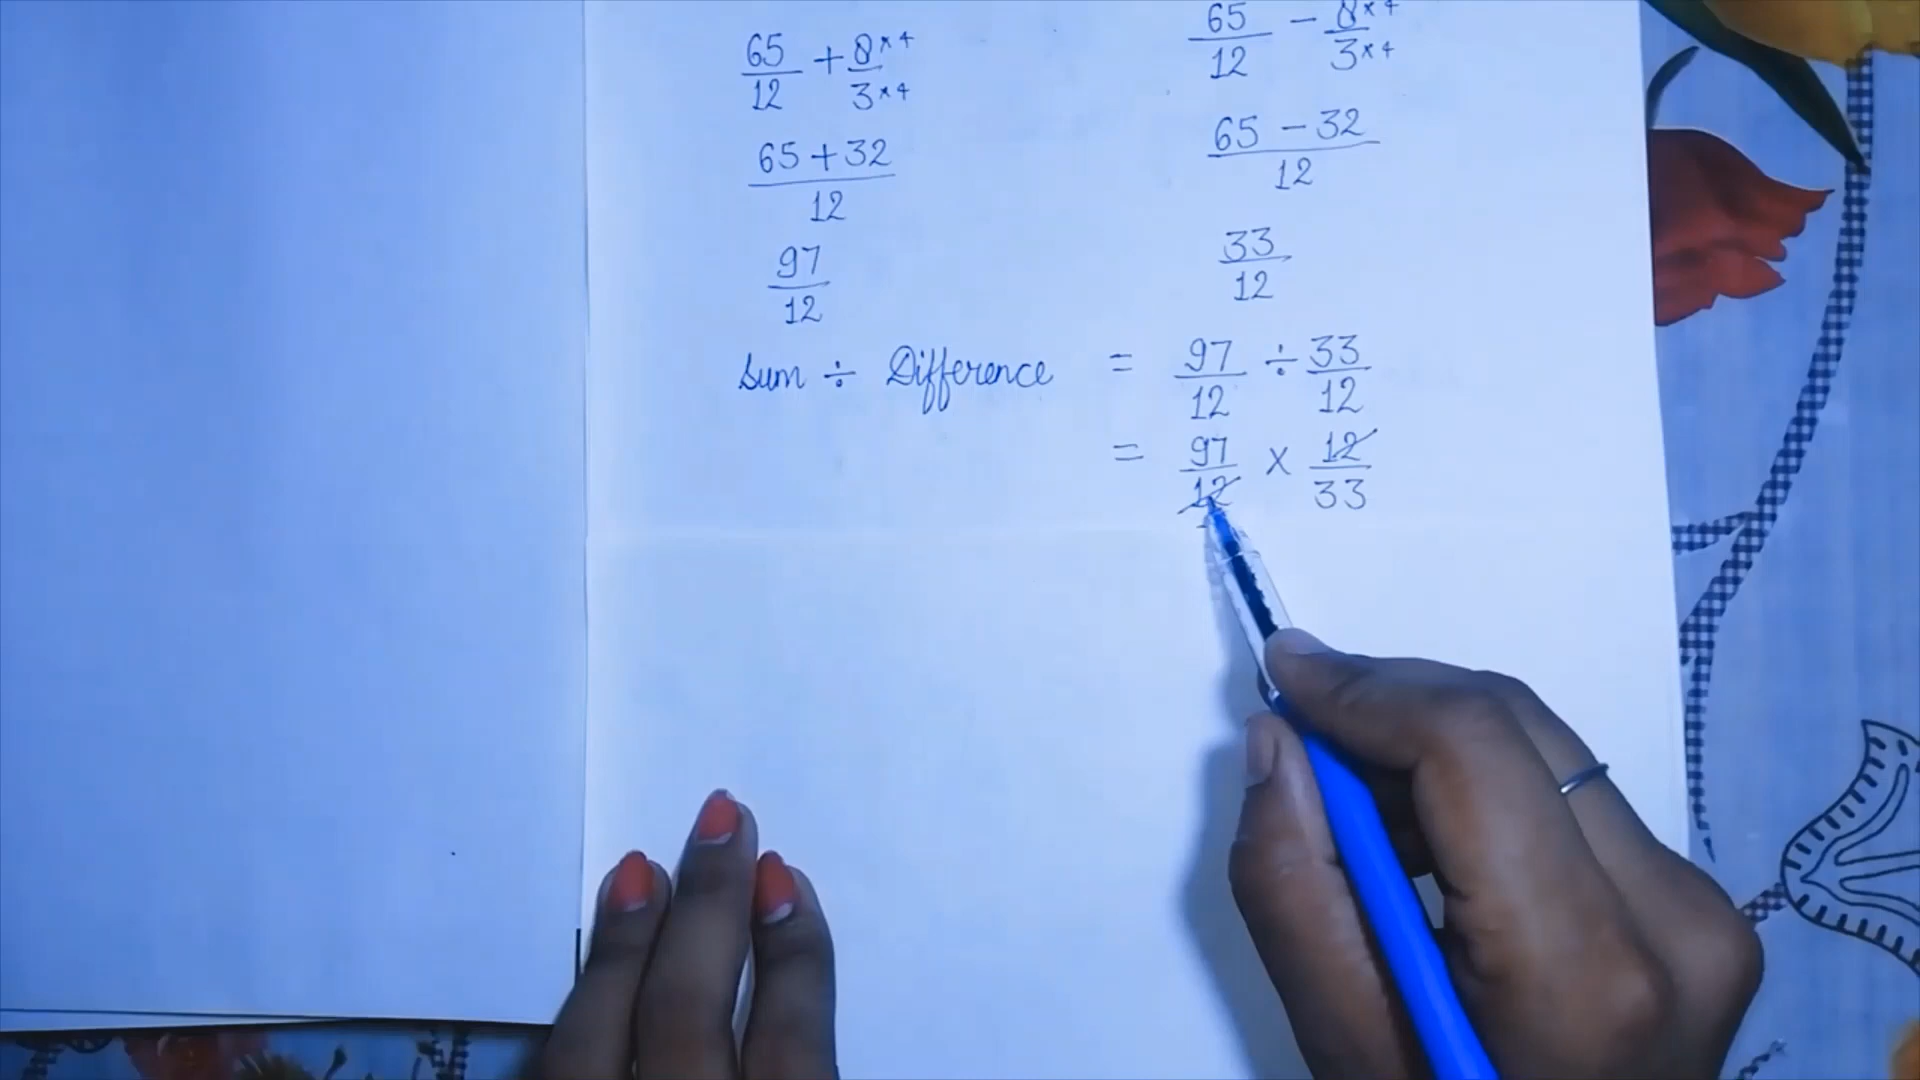 65/12 + 8×4/3×4
65+32/12
97/12
65/12 - 8×4/3×4
65-32/12
33/12
Sum ÷ Difference = 97/12 ÷ 33/12
= 97/12 × 12/33